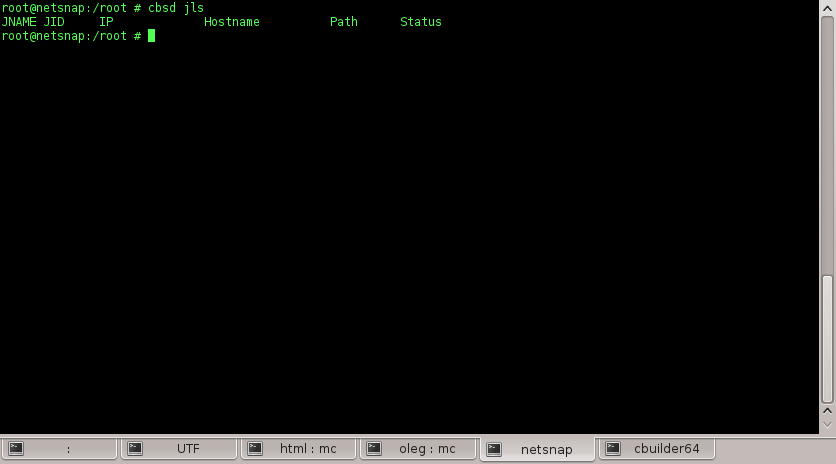 root@netsnap:/root # cbsd jls
JNAME JID     IP             Hostname          Path      Status
root@netsnap:/root #
: UTF html : mc oleg : mc netsnap cbuilder64